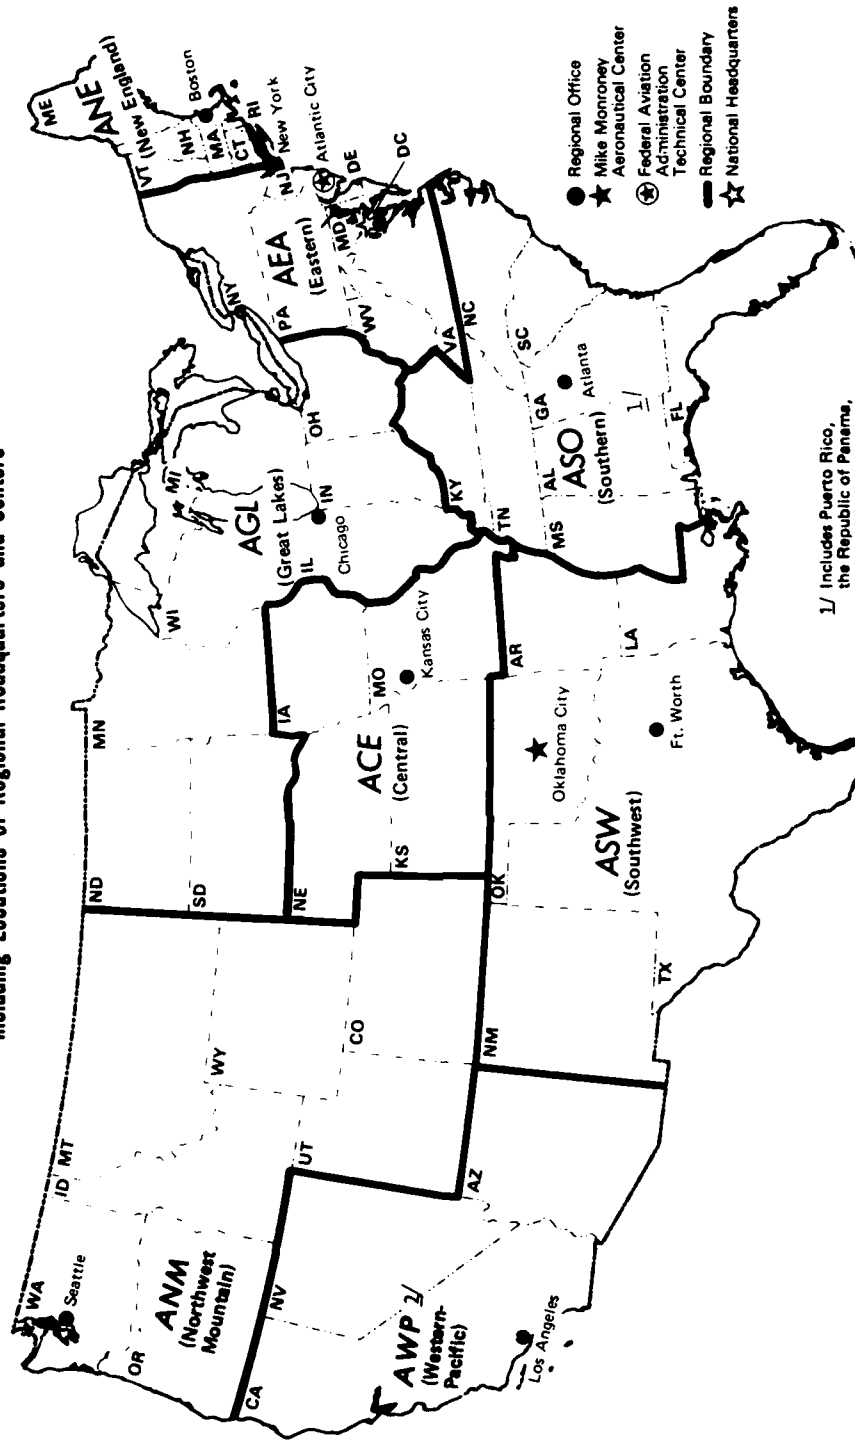 Including Locations of Regional Headquarters and Centers
WA
Seattle
OR
ID
MT
ANM
(Northwest
Mountain)
WY
UT
CO
CA
NV
AWP 2/
(Western-
Pacific)
Los Angeles
AZ
NM
ND
SD
NE
KS
MN
IA
MO
Kansas City
ACE
(Central)
OK
Oklahoma City
ASW
(Southwest)
Ft. Worth
TX
AR
LA
WI
MI
AGL
(Great Lakes)
IL
IN
OH
Chicago
KY
TN
MS
AL
GA
SC
NC
ASO
(Southern)
1/
Atlanta
FL
VA
WV
PA
NY
AEA
(Eastern)
MD
DE
DC
NJ
Atlantic City
New York
ME
ANE
(New England)
VT
NH
MA
CT
RI
Boston
Regional Office
Mike Monroney
Aeronautical Center
Federal Aviation
Administration
Technical Center
Regional Boundary
National Headquarters
1/ Includes Puerto Rico,
the Republic of Panama,